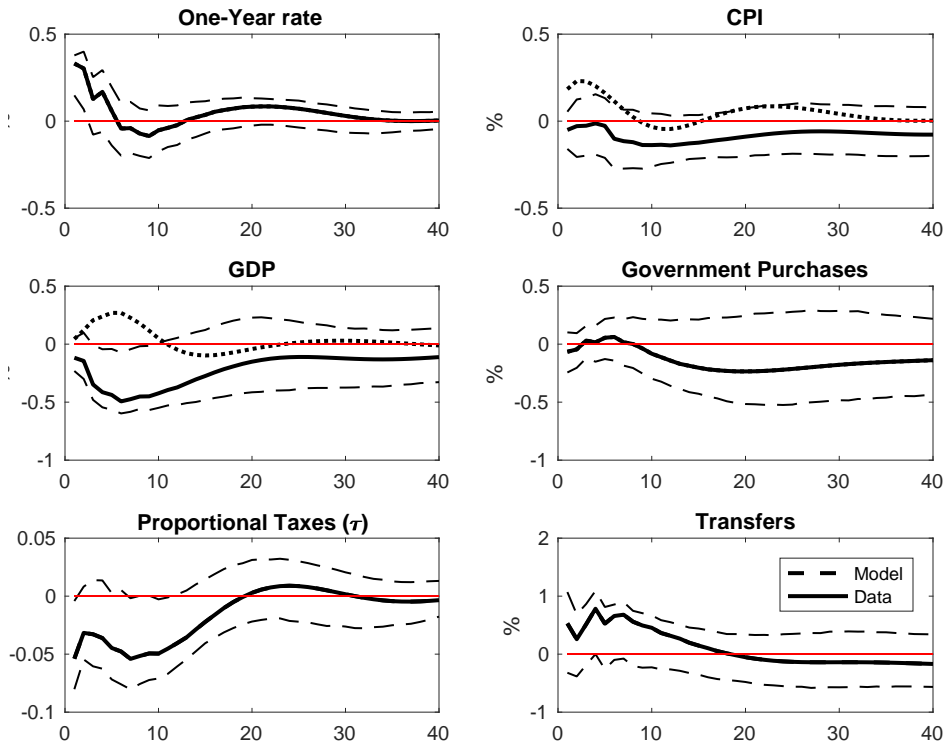 One-Year rate
0.5
0
-0.5
0 10 20 30 40
CPI
%
0.5
0
-0.5
0 10 20 30 40
GDP
0.5
0
-0.5
-1
0 10 20 30 40
Government Purchases
%
0.5
0
-0.5
-1
0 10 20 30 40
Proportional Taxes (τ)
0.05
0
-0.05
-0.1
0 10 20 30 40
Transfers
%
2
1
0
-1
0 10 20 30 40
Model
Data